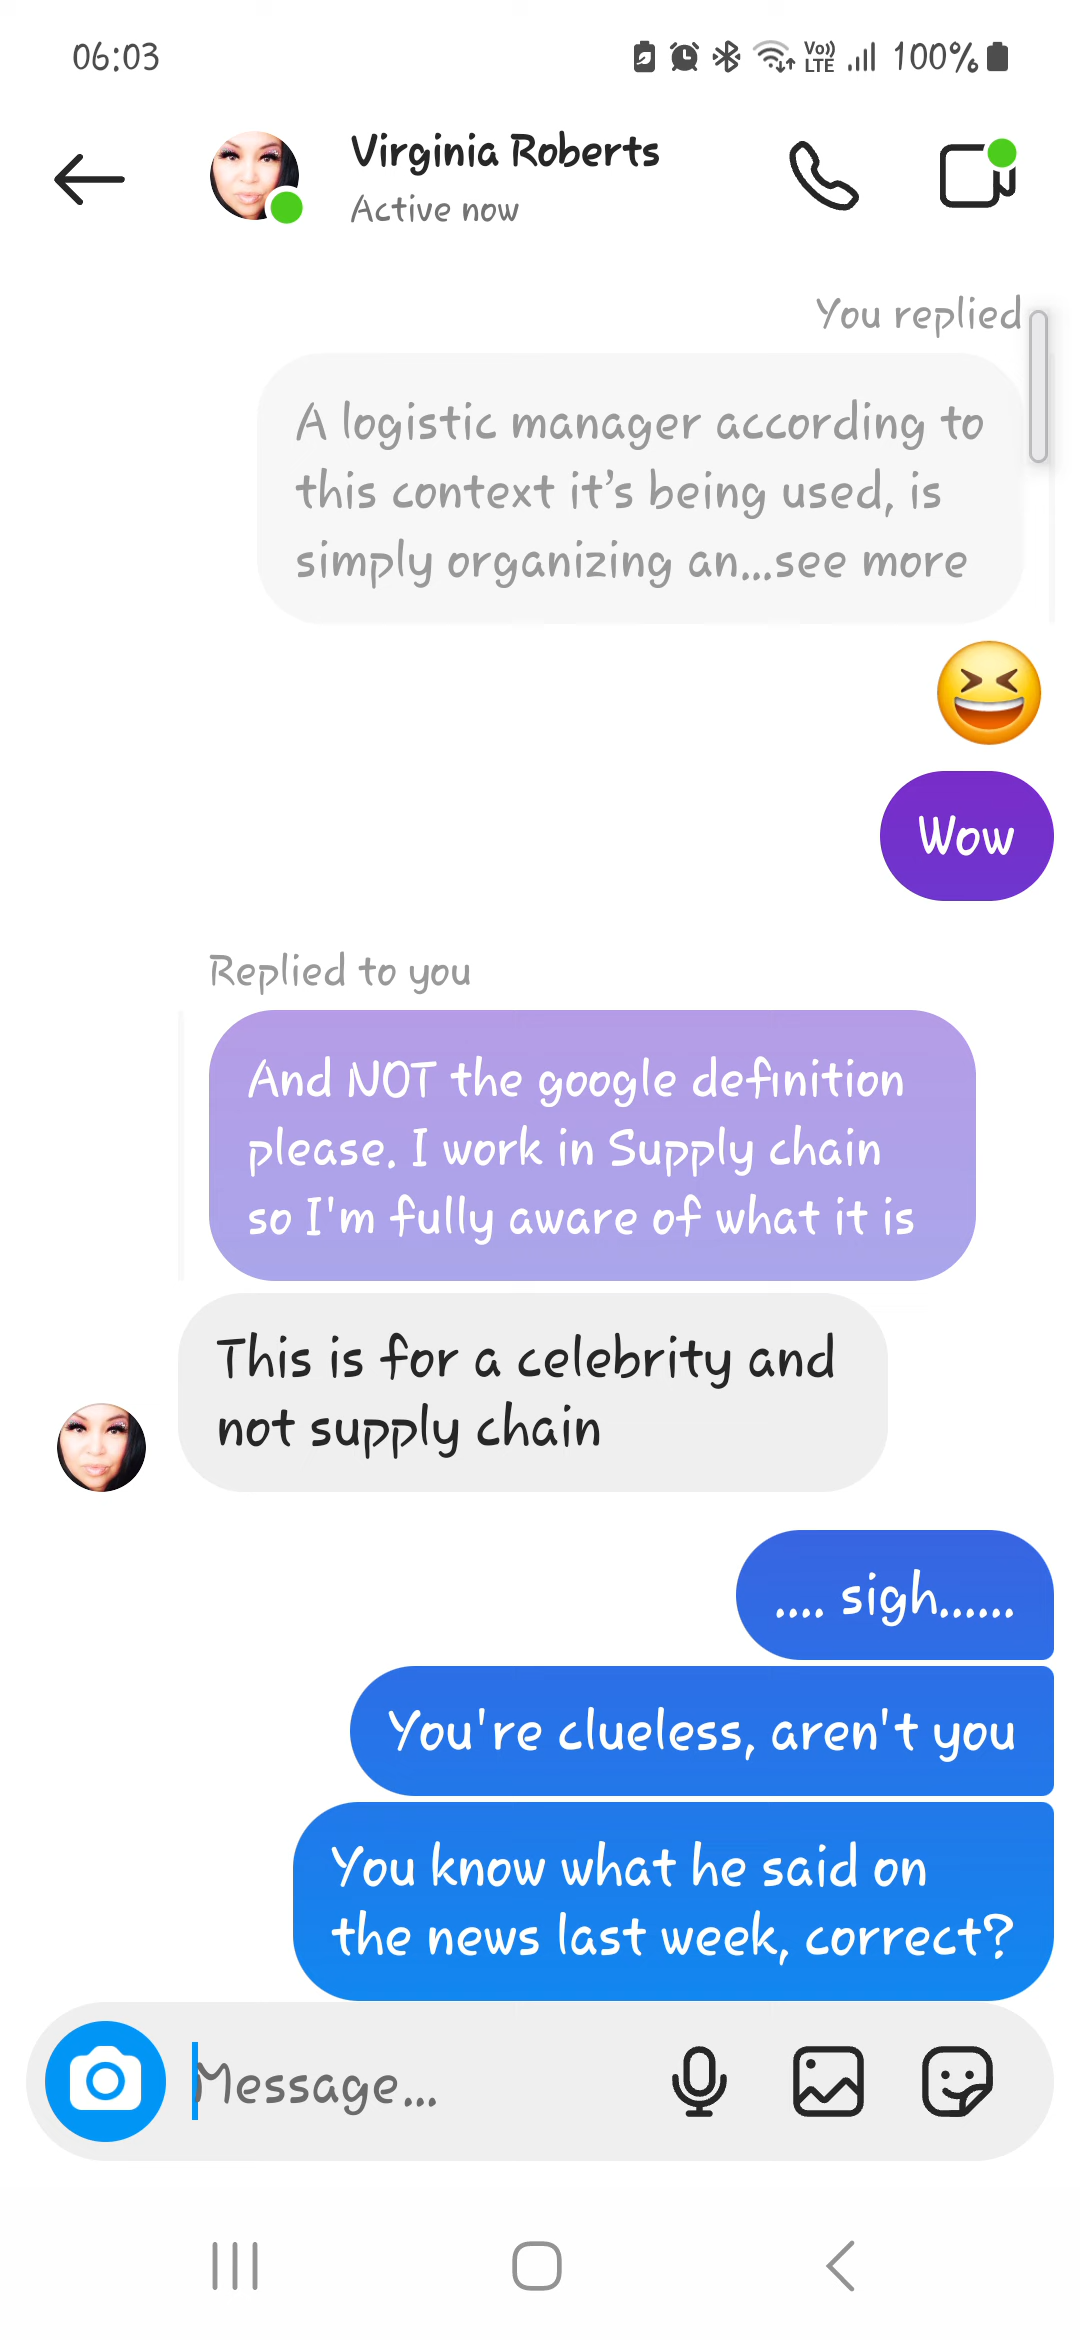 06:03
Vo)) LTE
100%
Virginia Roberts
Active now
You replied
A logistic manager according to
this context it’s being used, is
simply organizing an...see more
Wow
Replied to you
And NOT the google definition
please. I work in Supply chain
so I'm fully aware of what it is
This is for a celebrity and
not supply chain
.... sigh......
You're clueless, aren't you
You know what he said on
the news last week, correct?
Message...